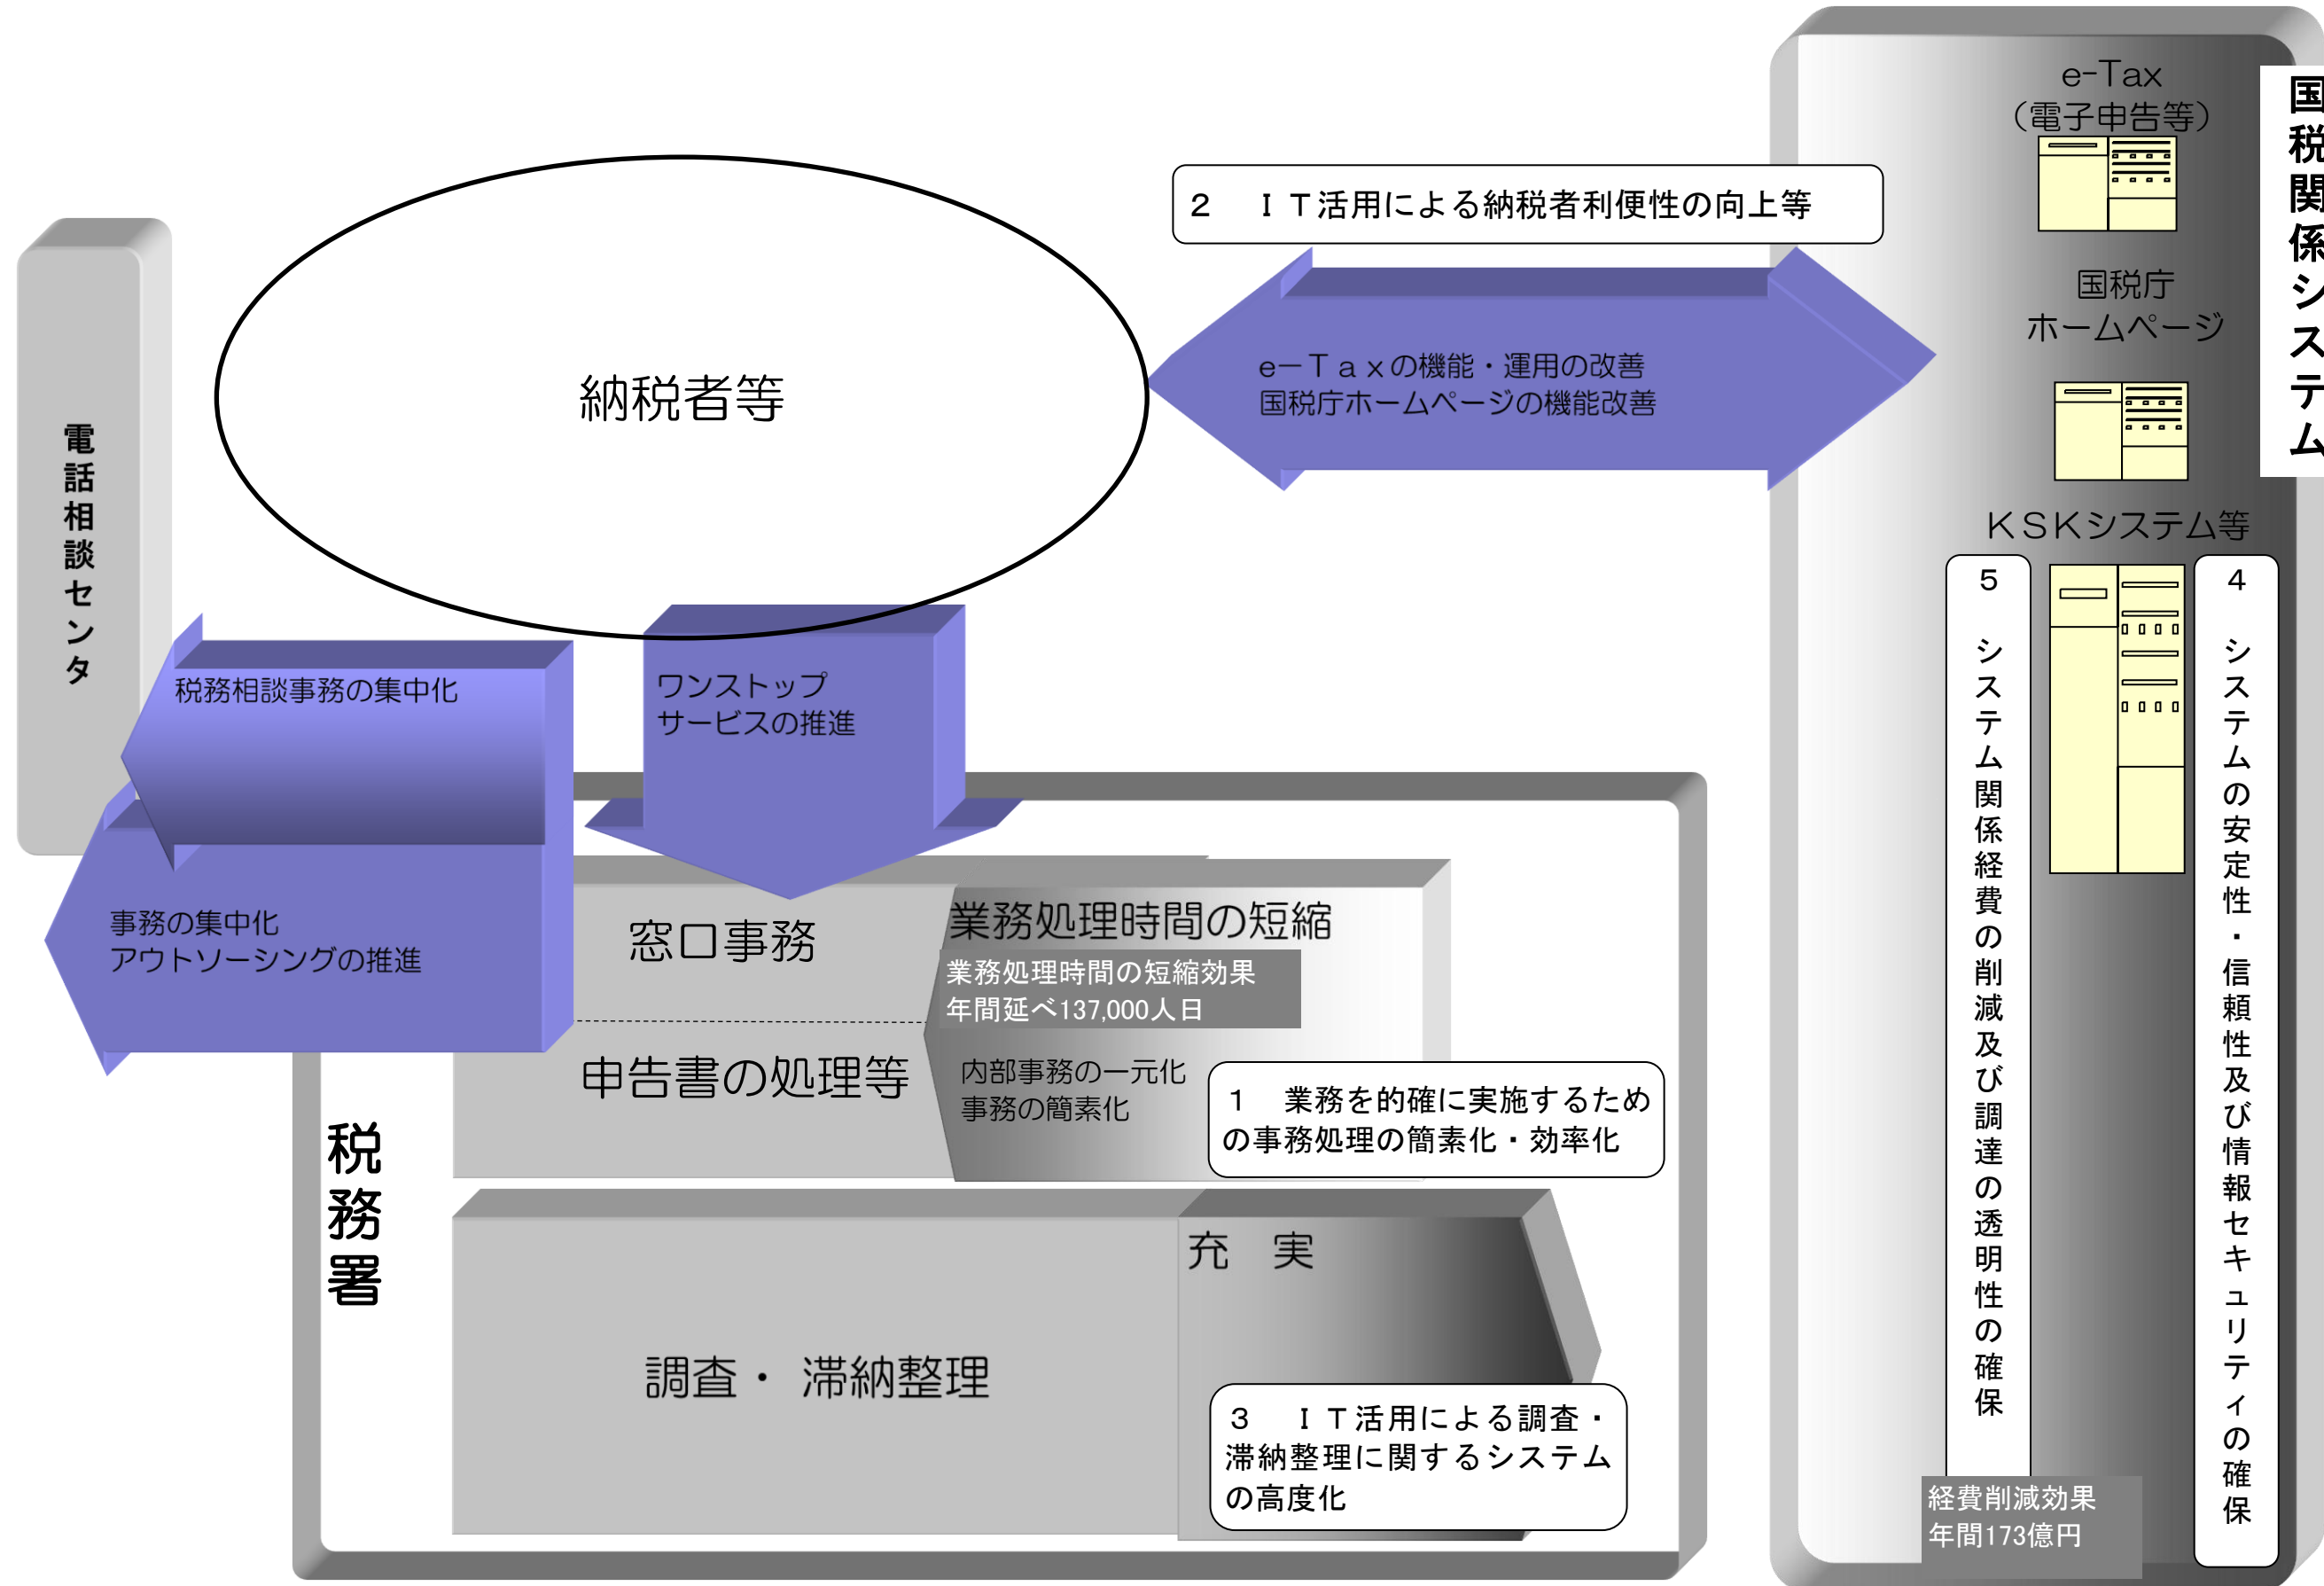 e-Tax
（電子申告等）
国税関係システム
2　ＩＴ活用による納税者利便性の向上等
国税庁
ホームページ
納税者等
e－Ｔａｘの機能・運用の改善
国税庁ホームページの機能改善
電話相談センタ
ＫＳＫシステム等
5　システム関係経費の削減及び調達の透明性の確保
4　システムの安定性・信頼性及び情報セキュリティの確保
税務相談事務の集中化
ワンストップ
サービスの推進
事務の集中化
アウトソーシングの推進
窓口事務
業務処理時間の短縮
業務処理時間の短縮効果
年間延べ137,000人日
申告書の処理等
内部事務の一元化
事務の簡素化
1　業務を的確に実施するため
の事務処理の簡素化・効率化
税務署
充　実
調査・ 滞納整理
3　ＩＴ活用による調査・
滞納整理に関するシステム
の高度化
経費削減効果
年間173億円